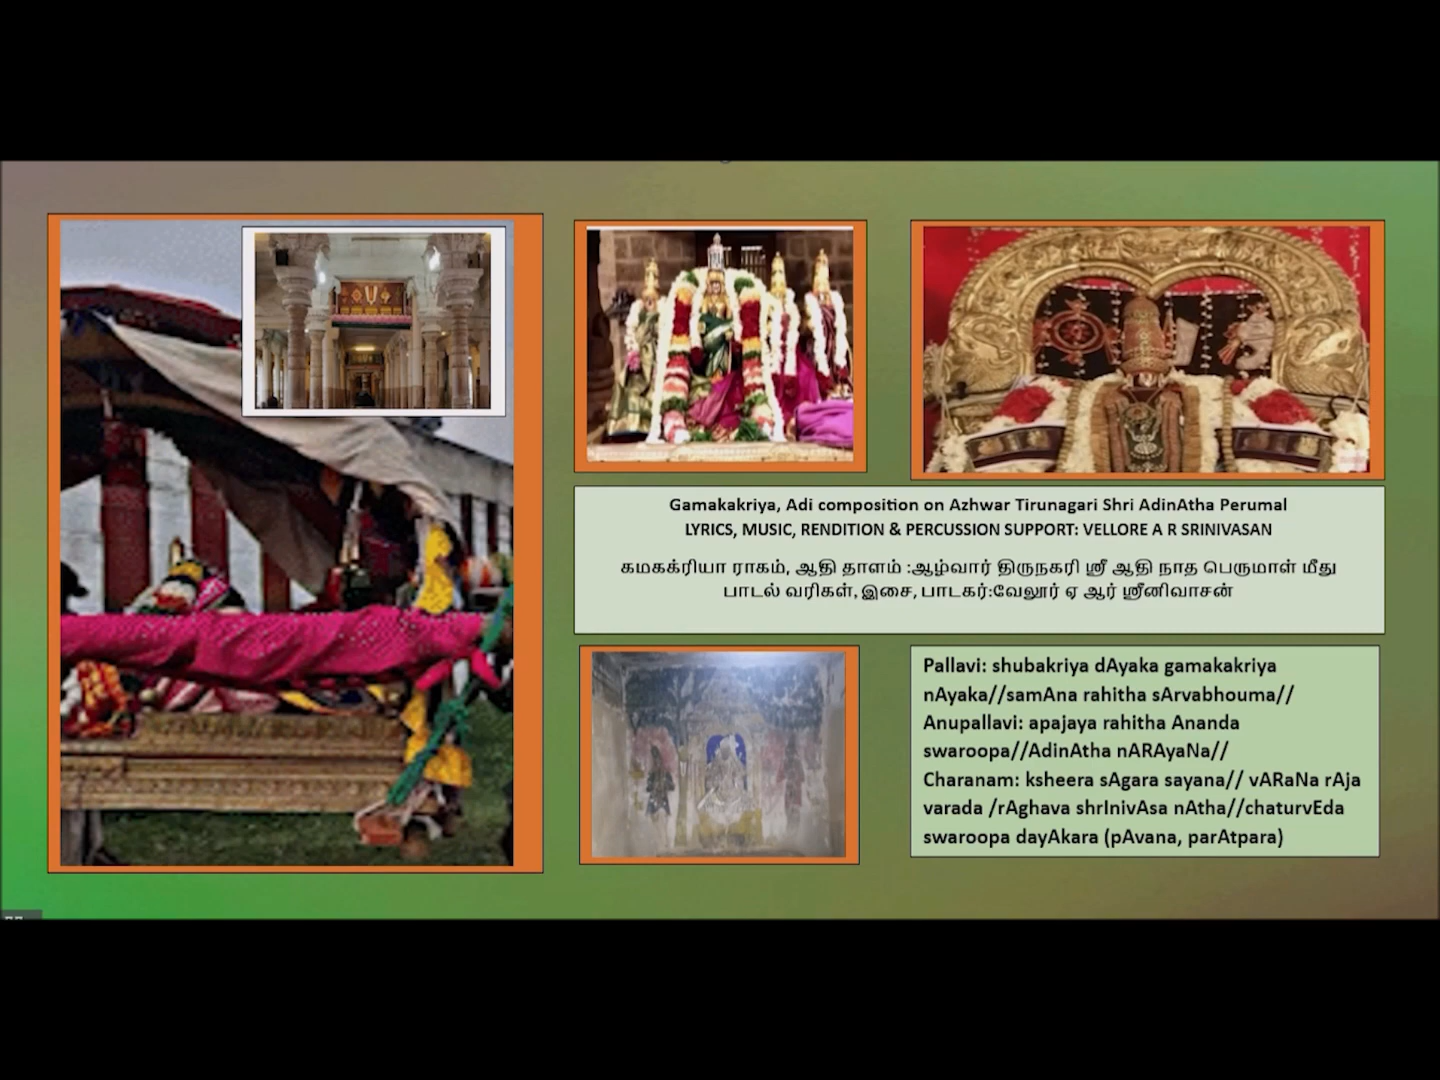 Gamakakriya, Adi composition on Azhwar Tirunagari Shri AdinAtha Perumal
LYRICS, MUSIC, RENDITION & PERCUSSION SUPPORT: VELLORE A R SRINIVASAN
கமகக்ரியா ராகம், ஆதி தாளம் :ஆழ்வார் திருநகரி ஸ்ரீ ஆதி நாத பெருமாள் மீது
பாடல் வரிகள், இசை, பாடகர்:வேலூர் ஏ ஆர் ஸ்ரீனிவாசன்
Pallavi: shubakriya dAyaka gamakakriya
nAyaka//samAna rahitha sArvabhouma//
Anupallavi: apajaya rahitha Ananda
swaroopa//AdinAtha nARAyaNa//
Charanam: ksheera sAgara sayana// vARaNa rAja
varada /rAghava shrInivAsa nAtha//chaturvEda
swaroopa dayAkara (pAvana, parAtpara)